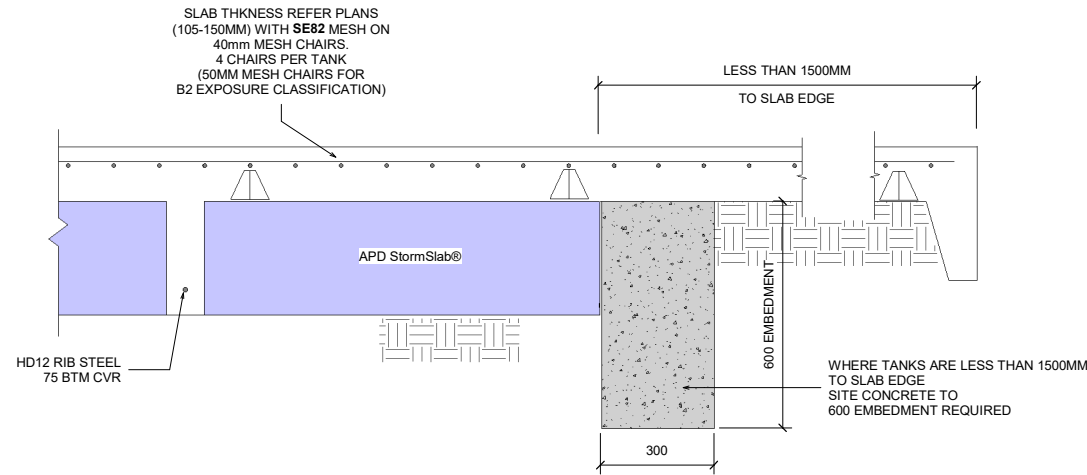 SLAB THKNESS REFER PLANS
(105-150MM) WITH SE82 MESH ON
40mm MESH CHAIRS.
4 CHAIRS PER TANK
(50MM MESH CHAIRS FOR
B2 EXPOSURE CLASSIFICATION)
LESS THAN 1500MM
TO SLAB EDGE
APD StormSlab®
600 EMBEDMENT
HD12 RIB STEEL
75 BTM CVR
WHERE TANKS ARE LESS THAN 1500MM
TO SLAB EDGE
SITE CONCRETE TO
600 EMBEDMENT REQUIRED
300